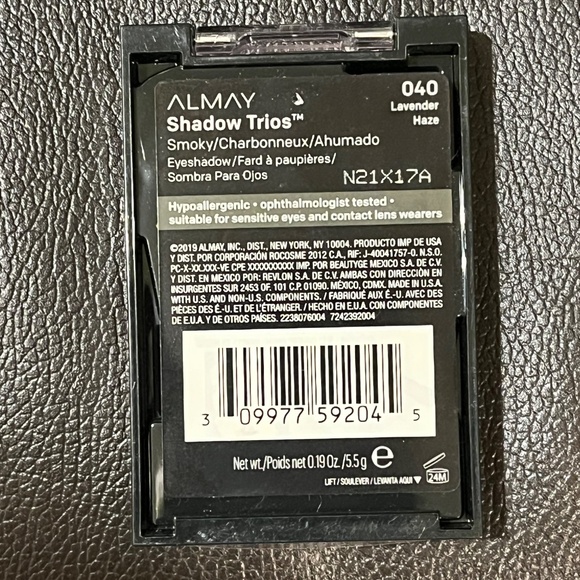 ALMAY
Shadow Trios™
Smoky/Charbonneux/Ahumado
Eyeshadow/Fard à paupières/
Sombra Para Ojos
040
Lavender
Haze
N21X17A
Hypoallergenic • ophthalmologist tested •
suitable for sensitive eyes and contact lens wearers
©2019 ALMAY, INC., DIST., NEW YORK, NY 10004. PRODUCTO IMP DE USA
Y DIST. POR CORPORACIÓN ROCOSME 2012 C.A., RIF: J-40041757-0. N.S.O.
PC-X-XX,XXX-VE CPE XXXXXXXXXX IMP. POR BEAUTYGE MEXICO S.A. DE C.V.
Y DIST. EN MEXICO POR: REVLON S.A. DE C.V. AMBAS CON DIRECCIÓN EN
INSURGENTES SUR 2453 OF. 101 C.P. 01090. MÉXICO, CDMX. MADE IN U.S.A.
WITH U.S. AND NON-U.S. COMPONENTS. / FABRIQUÉ AUX É.-U. AVEC DES
PIÈCES DES É.-U. ET DE L'ÉTRANGER. / HECHO EN E.U.A. CON COMPONENTES
DE E.U.A. Y DE OTROS PAÍSES. 2238076004 7242392004
3 09977 59204 5
Net wt./Poids net 0.19 Oz. /5.5 g e
LIFT / SOULEVER / LEVANTA AQUI ▼
24M